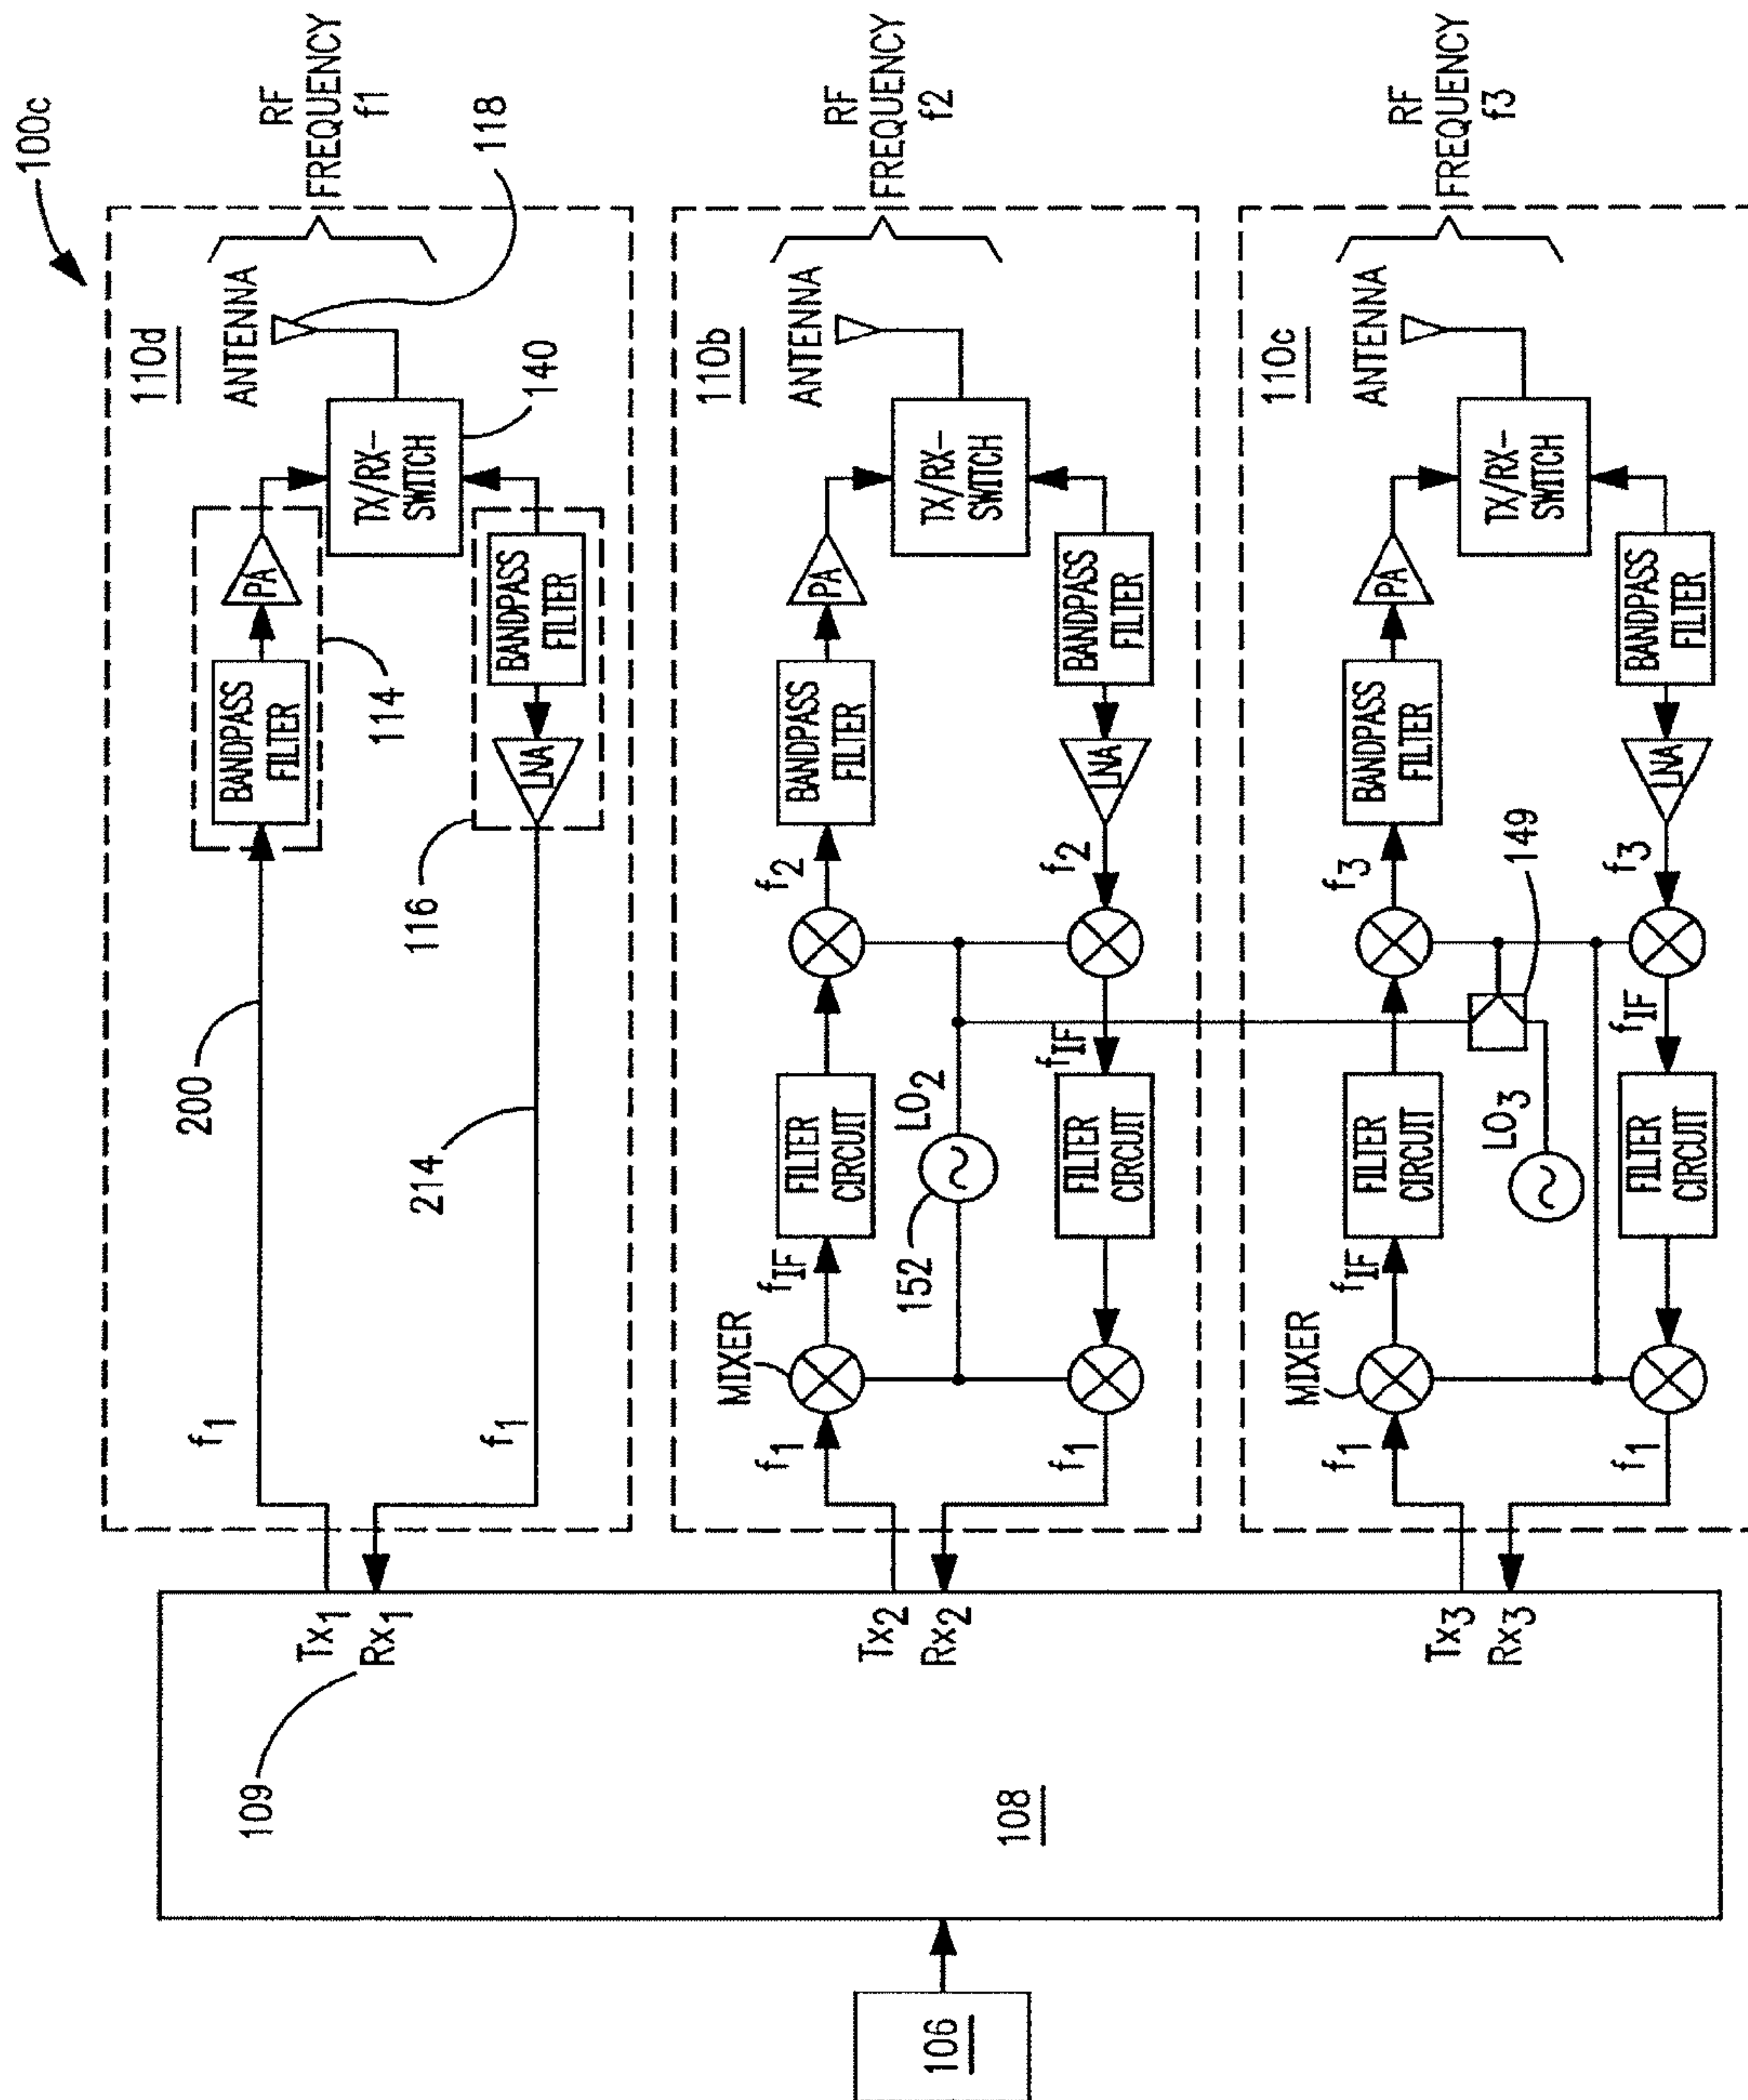 100c
110d
ANTENNA
RF
FREQUENCY
f1
118
BANDPASS
FILTER
PA
TX/RX-
SWITCH
140
114
BANDPASS
FILTER
LNA
116
200
214
f1
f1
110b
ANTENNA
RF
FREQUENCY
f2
MIXER
f1
fIF
FILTER
CIRCUIT
f2
BANDPASS
FILTER
PA
TX/RX-
SWITCH
152
LO2
f1
FILTER
CIRCUIT
fIF
f2
LNA
BANDPASS
FILTER
110c
ANTENNA
RF
FREQUENCY
f3
MIXER
f1
fIF
FILTER
CIRCUIT
f3
BANDPASS
FILTER
PA
TX/RX-
SWITCH
LO3
149
f1
FILTER
CIRCUIT
fIF
f3
LNA
BANDPASS
FILTER
109
Tx1
Rx1
Tx2
Rx2
Tx3
Rx3
108
106